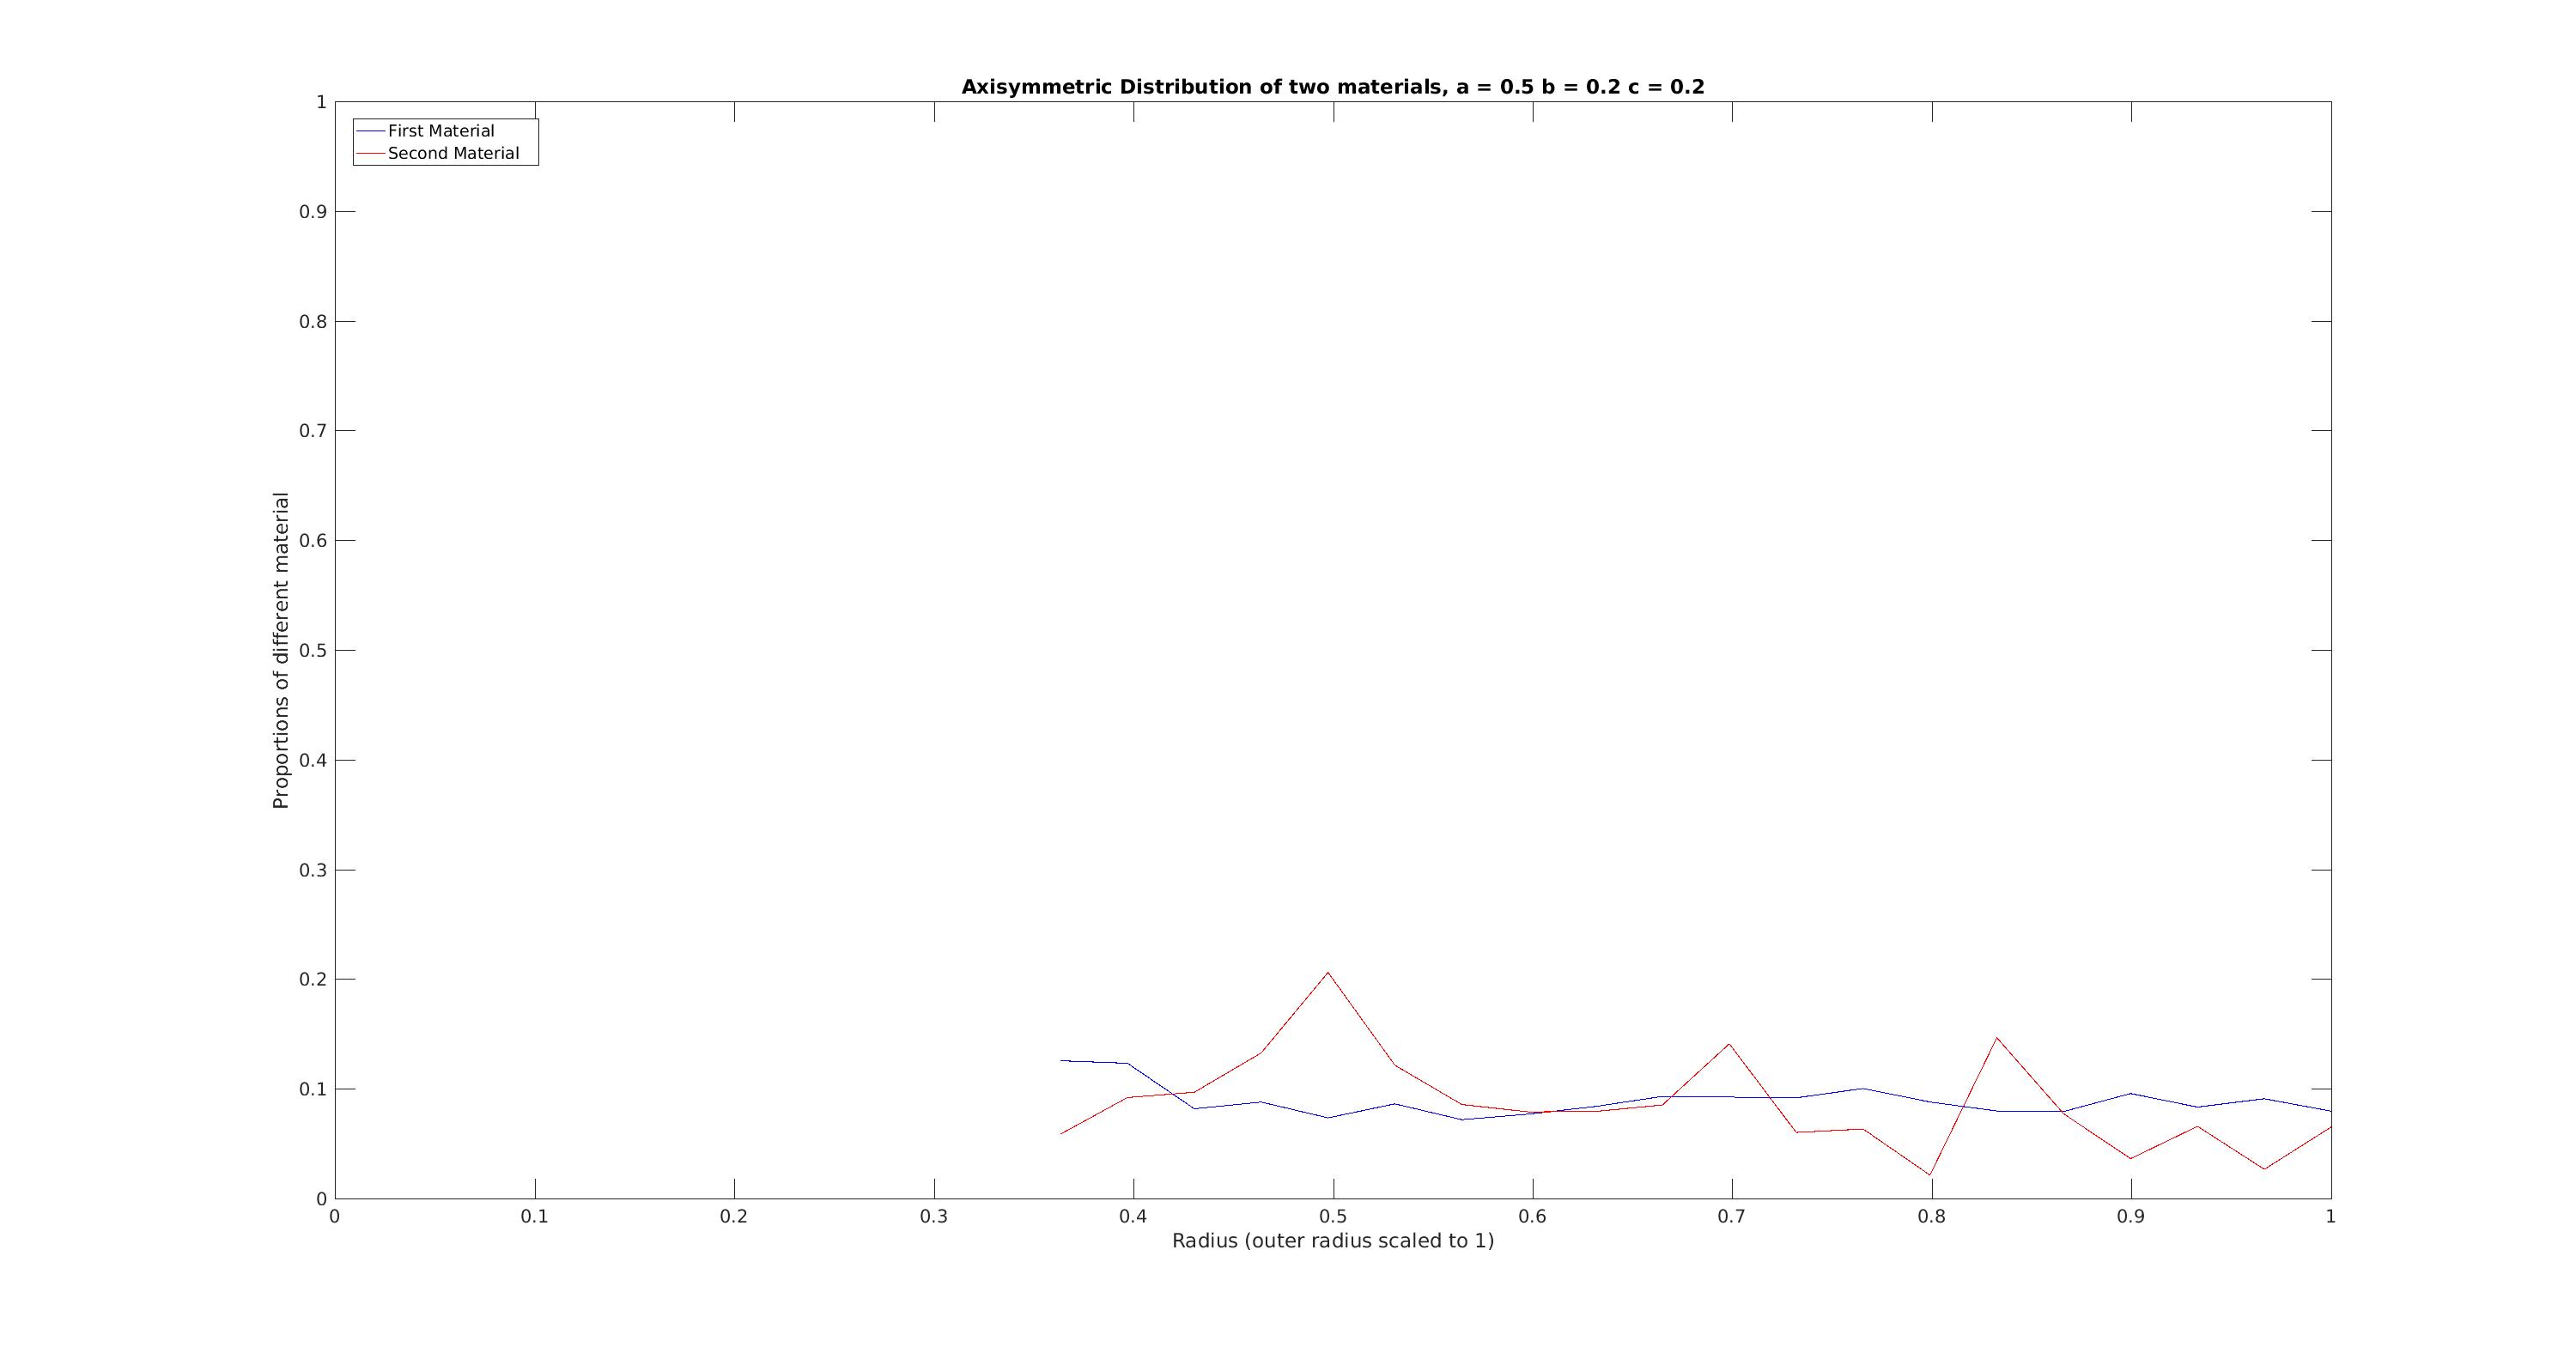 Axisymmetric Distribution of two materials, a = 0.5 b = 0.2 c = 0.2
First Material
Second Material
Proportions of different material
1
0.9
0.8
0.7
0.6
0.5
0.4
0.3
0.2
0.1
0
0 0.1 0.2 0.3 0.4 0.5 0.6 0.7 0.8 0.9 1
Radius (outer radius scaled to 1)